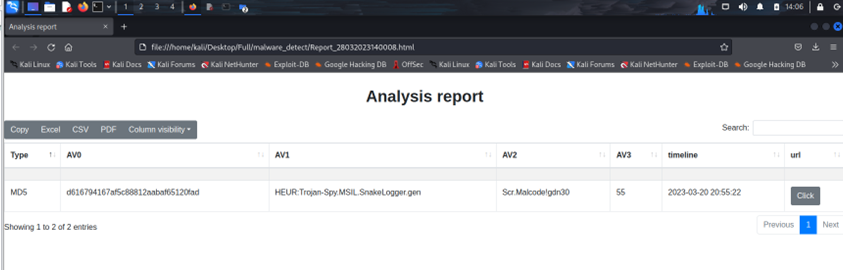 1 2 3 4 2 14:06
Analysis report
file:///home/kali/Desktop/Full/malware_detect/Report_28032023140008.html
Kali Linux Kali Tools Kali Docs Kali Forums Kali NetHunter Exploit-DB Google Hacking DB OffSec Kali Linux Kali Tools Kali Docs Kali Forums Kali NetHunter Exploit-DB Google Hacking DB
Analysis report
Copy Excel CSV PDF Column visibility Search:
Type AV0 AV1 AV2 AV3 timeline url
MD5 d616794167af5c88812aabaf65120fad HEUR:Trojan-Spy.MSIL.SnakeLogger.gen Scr.Malcode!gdn30 55 2023-03-20 20:55:22 Click
Showing 1 to 2 of 2 entries Previous 1 Next